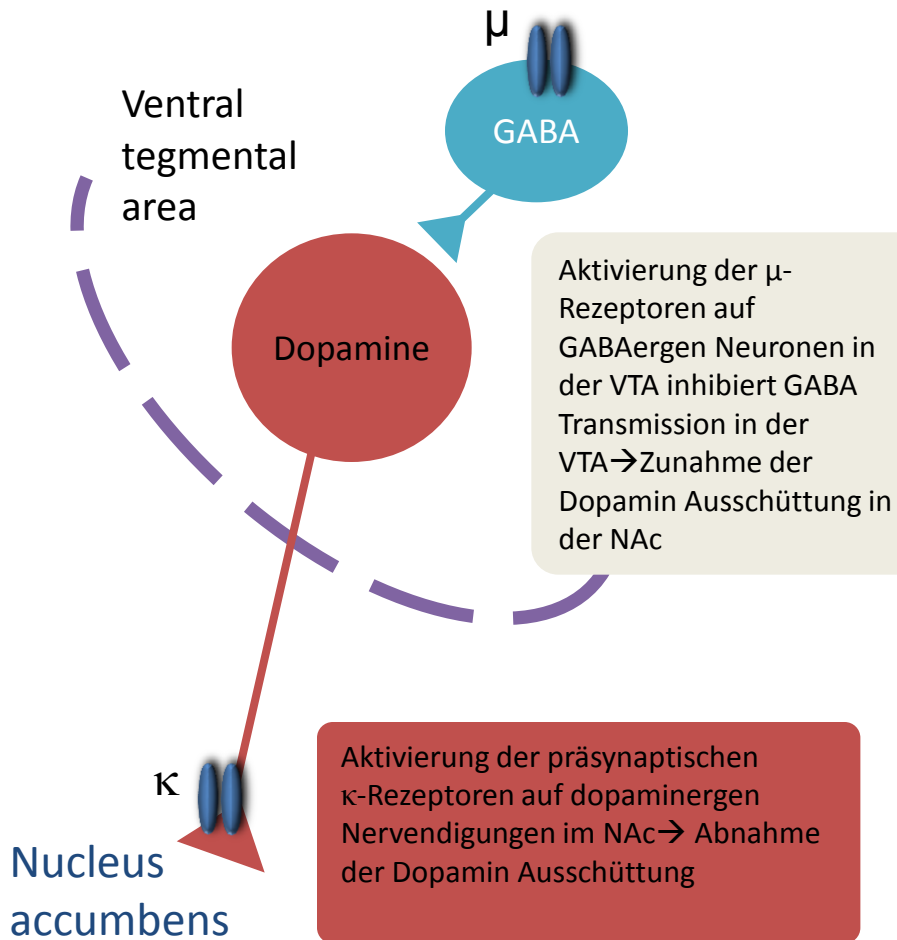 μ
Ventral
tegmental
area
GABA
Dopamine
Aktivierung der μ-
Rezeptoren auf
GABAergen Neuronen in
der VTA inhibiert GABA
Transmission in der
VTA→Zunahme der
Dopamin Ausschüttung in
der NAc
κ
Aktivierung der präsynaptischen
κ-Rezeptoren auf dopaminergen
Nervendigungen im NAc→ Abnahme
der Dopamin Ausschüttung
Nucleus
accumbens